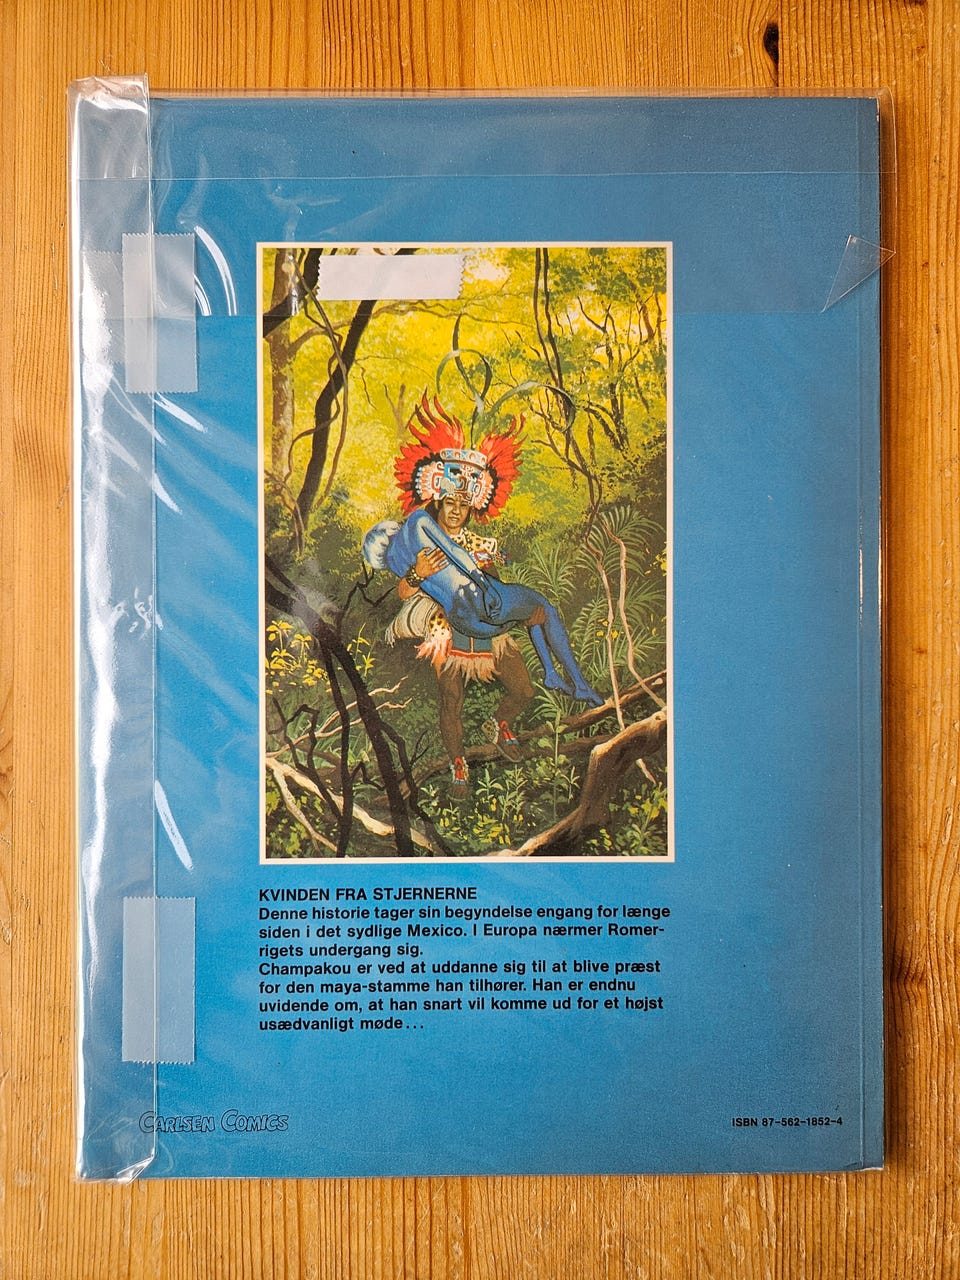 KVINDEN FRA STJERNERNE
Denne historie tager sin begyndelse engang for længe
siden i det sydlige Mexico. I Europa nærmer Romer-
rigets undergang sig.
Champakou er ved at uddanne sig til at blive præst
for den maya-stamme han tilhører. Han er endnu
uvidende om, at han snart vil komme ud for et højst
usædvanligt møde...
CARLSEN COMICS
ISBN 87-562-1852-4